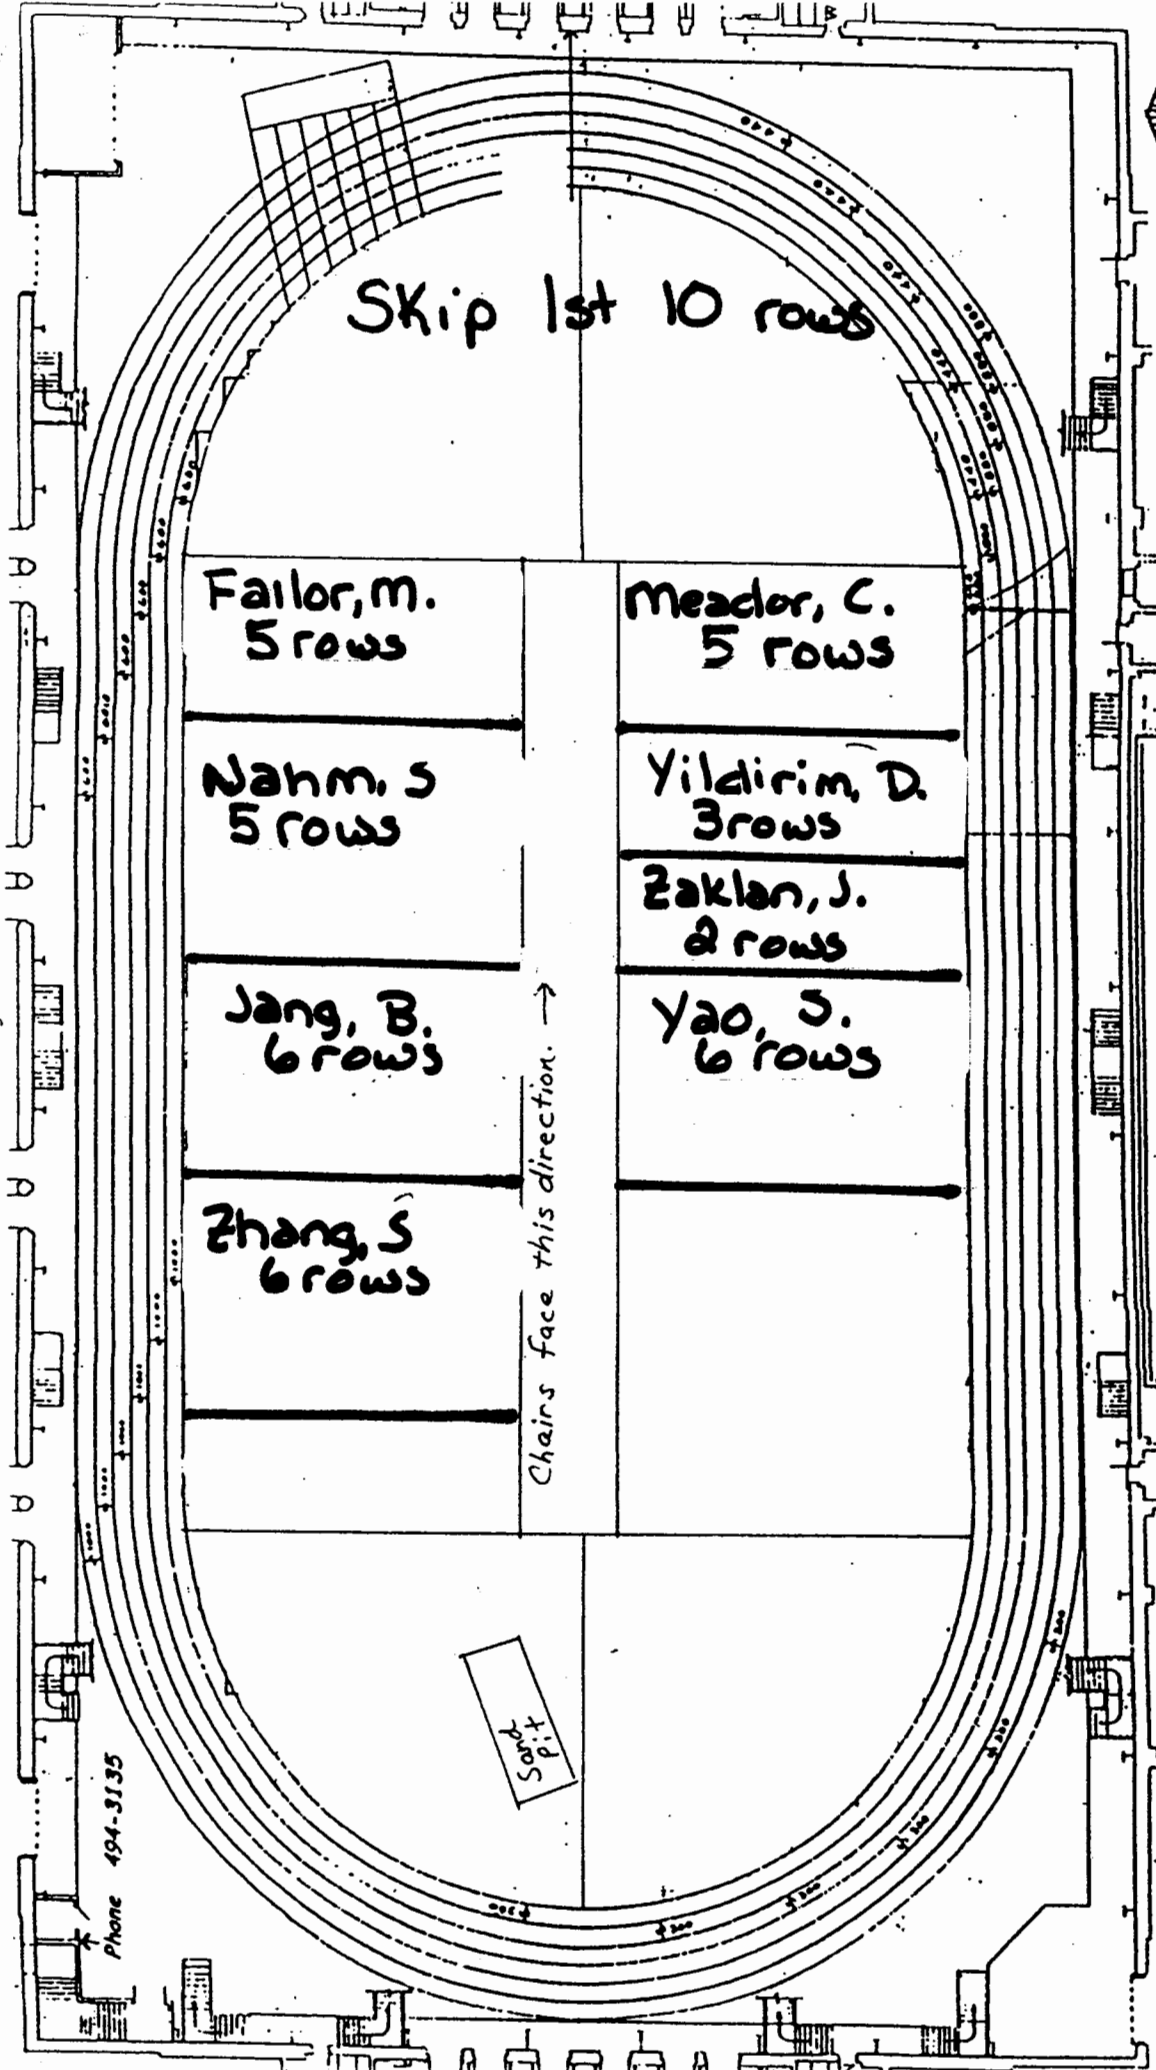 SKip 1st 10 rows
Failor, M.
5 rows
Meador, C.
5 rows
Nahm, S
5 rows
Yildirim, D.
3 rows
Zaklan, J.
2 rows
Jang, B.
6 rows
Yao, S.
6 rows
Zhang, S
6 rows
Chairs face this direction. →
Sand
pit
Phone 494-3135